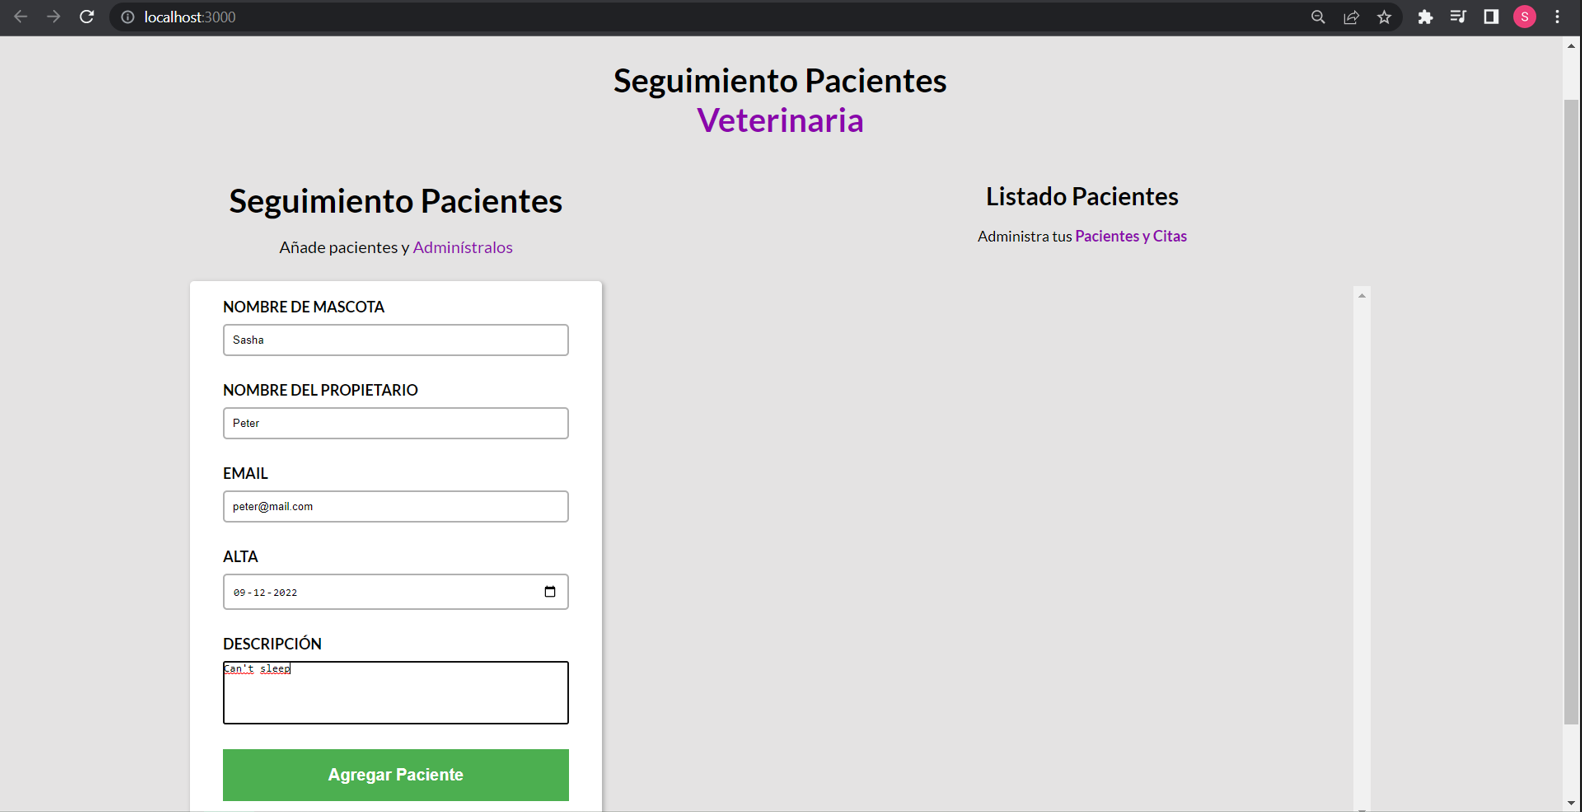 localhost:3000
S
Seguimiento Pacientes
Veterinaria
Seguimiento Pacientes
Añade pacientes y Adminístralos
NOMBRE DE MASCOTA
Sasha
NOMBRE DEL PROPIETARIO
Peter
EMAIL
peter@mail.com
ALTA
09-12-2022
DESCRIPCIÓN
Can't sleep
Agregar Paciente
Listado Pacientes
Administra tus Pacientes y Citas